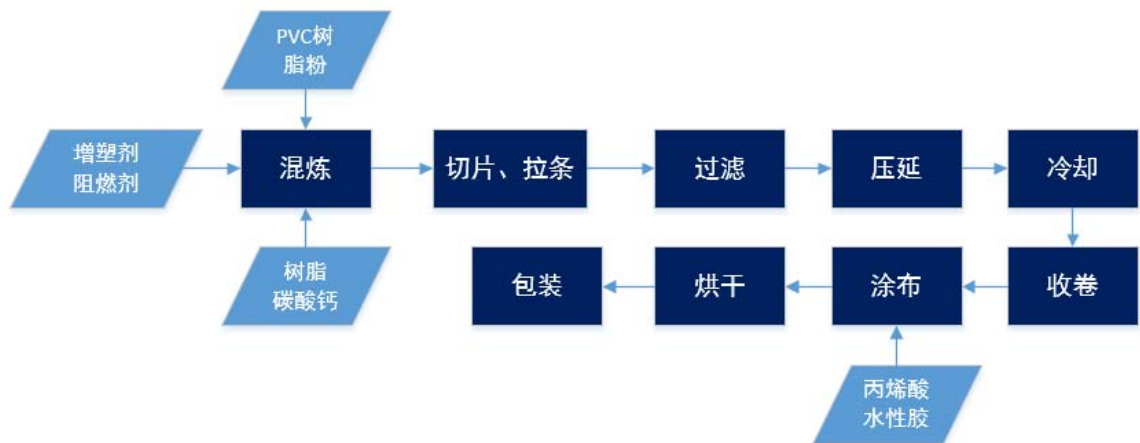 PVC树
脂粉
增塑剂
阻燃剂
混炼
切片、拉条
过滤
压延
冷却
树脂
碳酸钙
包装
烘干
涂布
收卷
丙烯酸
水性胶